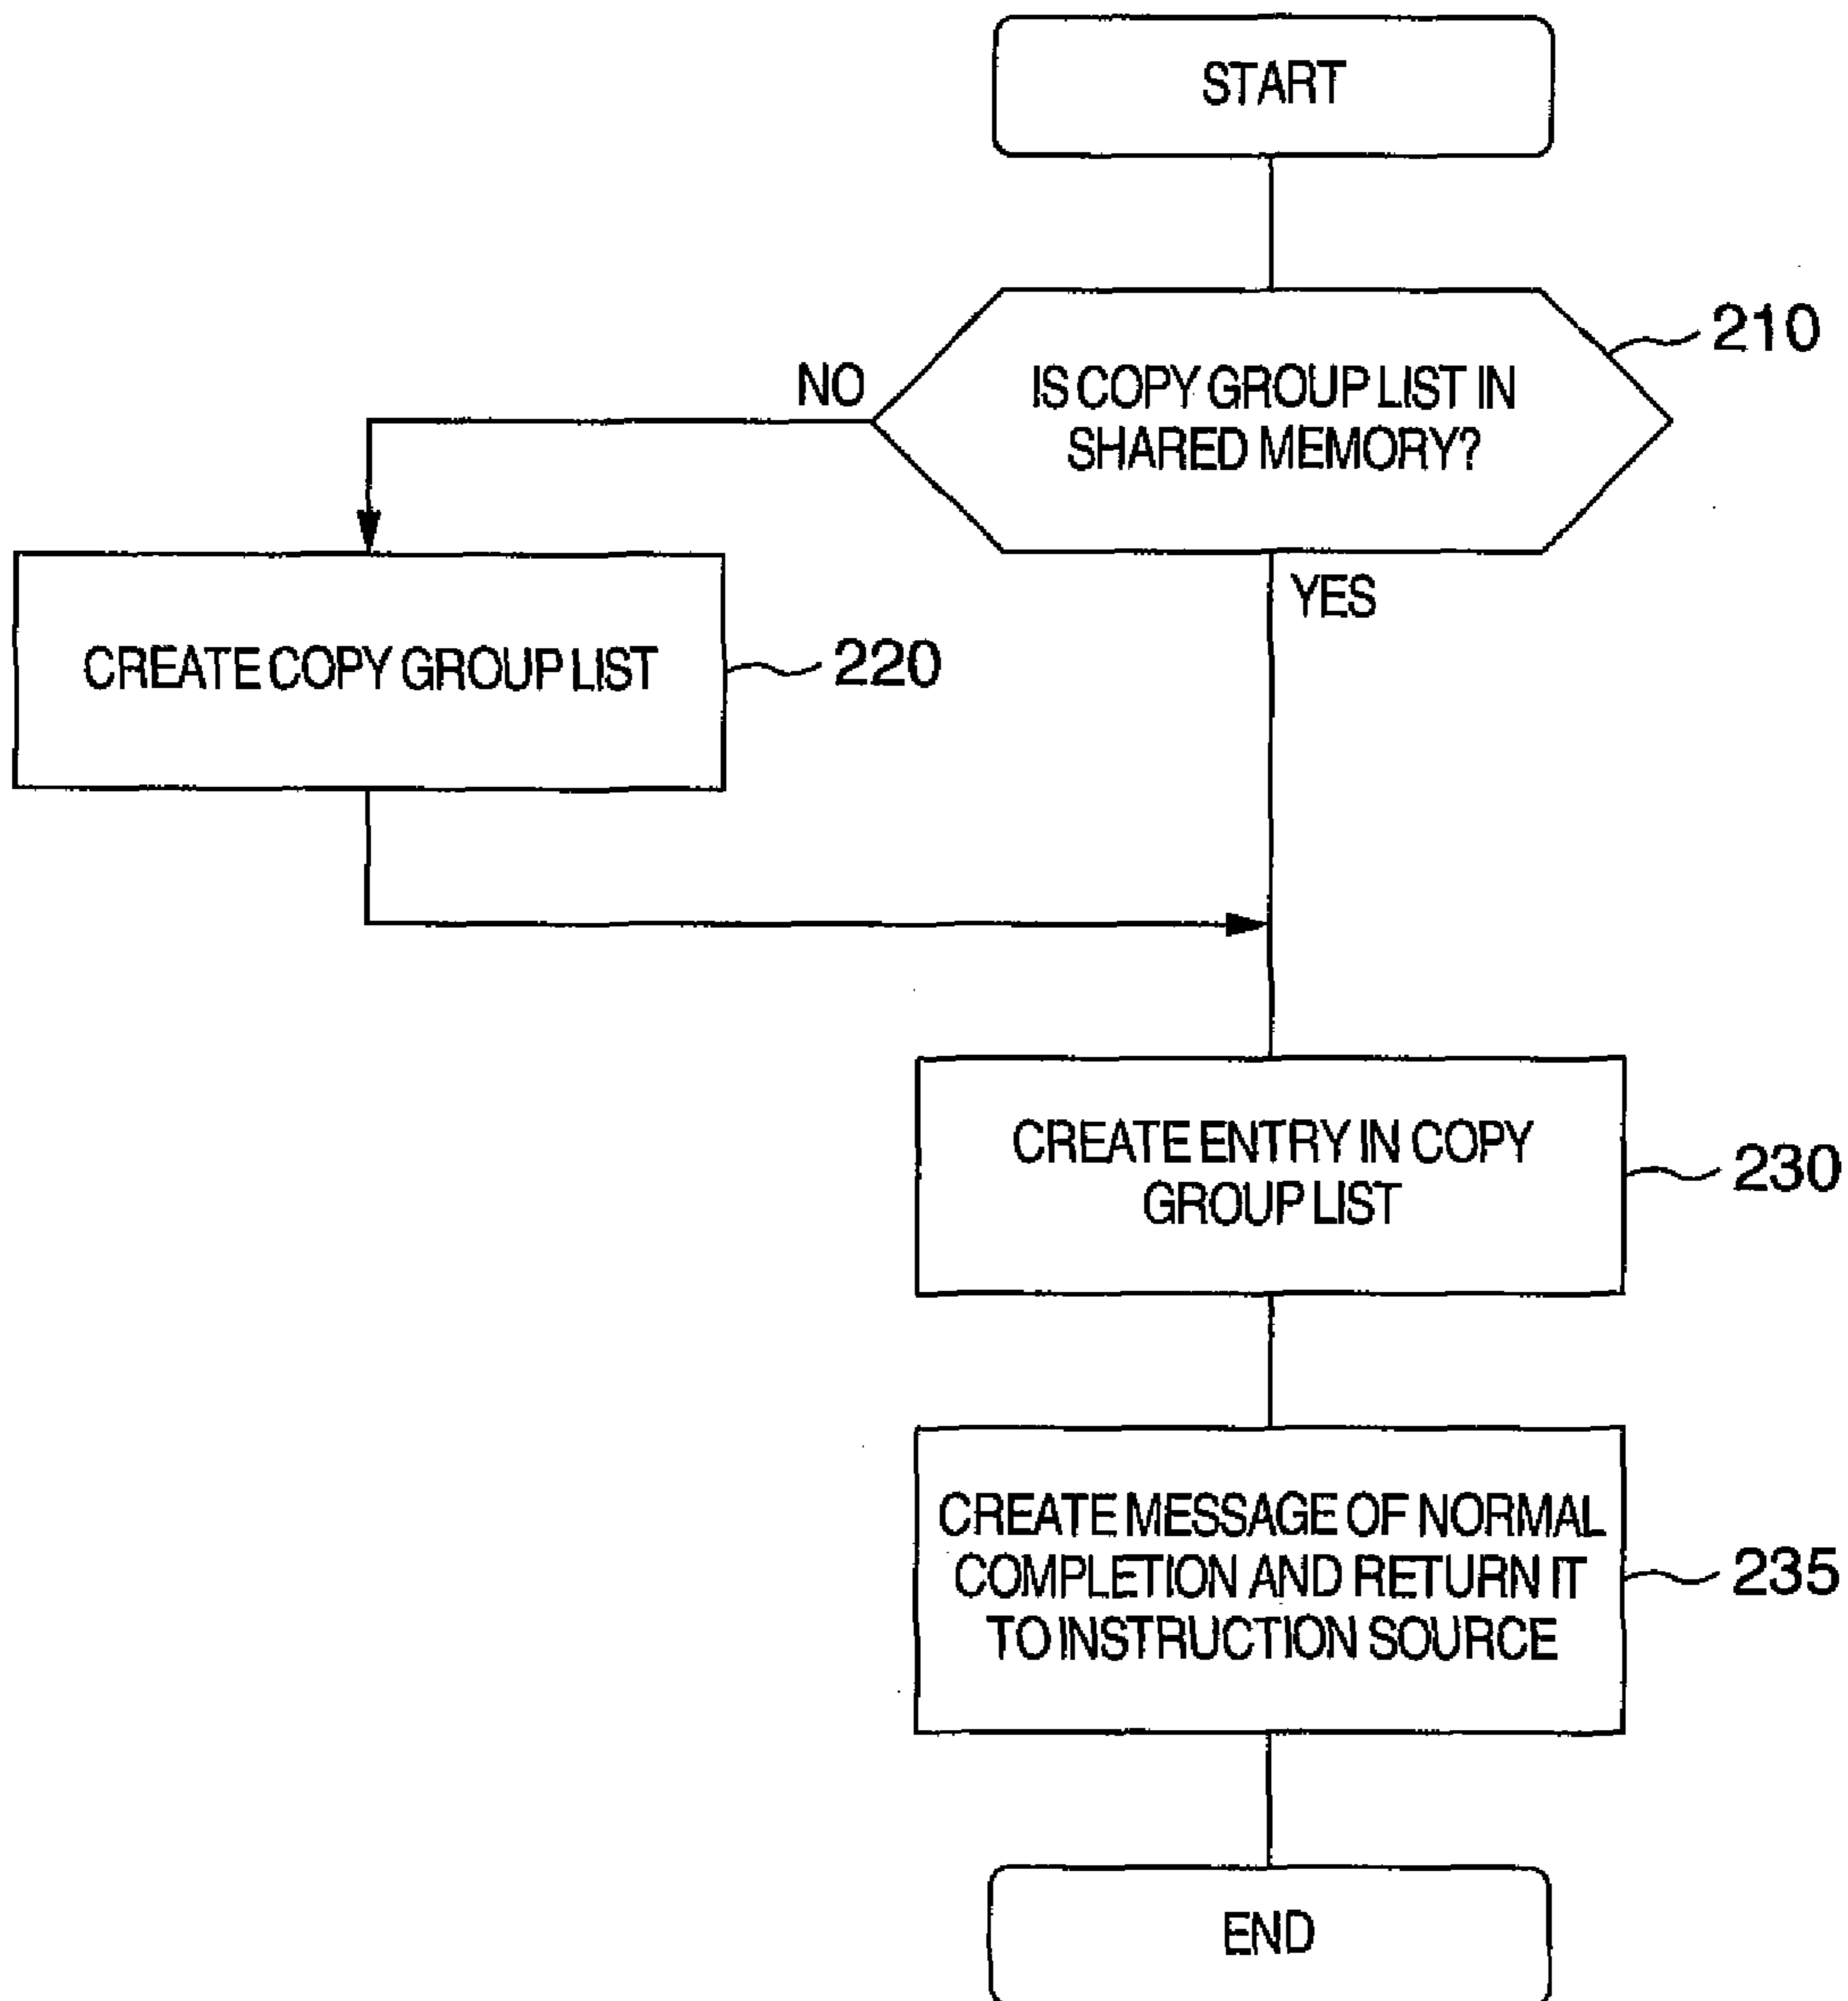 START
210
NO
IS COPY GROUP LIST IN
SHARED MEMORY?
YES
CREATE COPY GROUP LIST
220
CREATE ENTRY IN COPY
GROUP LIST
230
CREATE MESSAGE OF NORMAL
COMPLETION AND RETURN IT
TO INSTRUCTION SOURCE
235
END